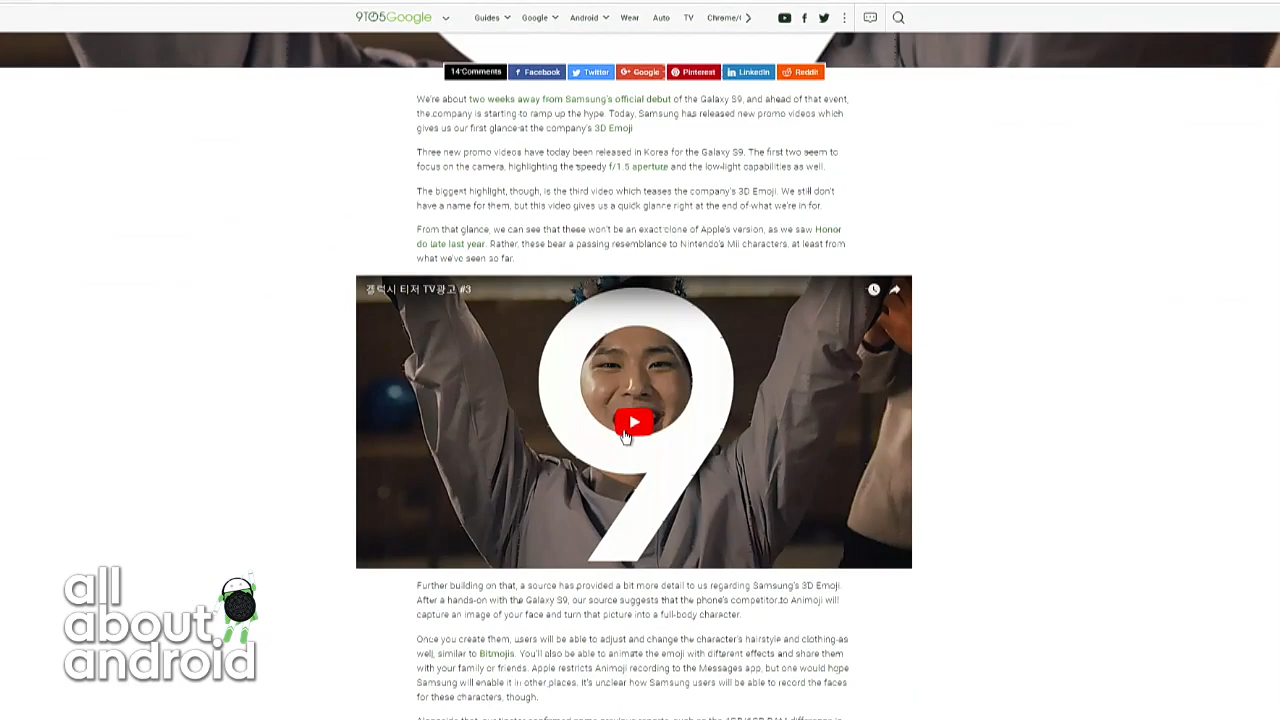 9TO5Google Guides Google Android Wear Auto TV Chrome/
14 Comments Facebook Twitter G+ Google Pinterest LinkedIn Reddit
We're about two weeks away from Samsung's official debut of the Galaxy S9, and ahead of that event,
the company is starting to ramp up the hype. Today, Samsung has released new promo videos which
gives us our first glance at the company's 3D Emoji
Three new promo videos have today been released in Korea for the Galaxy S9. The first two seem to
focus on the camera, highlighting the speedy f/1.5 aperture and the low-light capabilities as well.
The biggest highlight, though, is the third video which teases the company's 3D Emoji. We still don't
have a name for them, but this video gives us a quick glance right at the end of what we're in for.
From that glance, we can see that these won't be an exact clone of Apple's version, as we saw Honor
do late last year. Rather, these bear a passing resemblance to Nintendo's Mii characters, at least from
what we've seen so far.
갤럭시 티저 TV광고 #3
9
Further building on that, a source has provided a bit more detail to us regarding Samsung's 3D Emoji.
After a hands-on with the Galaxy S9, our source suggests that the phone's competitor to Animoji will
capture an image of your face and turn that picture into a full-body character.
Once you create them, users will be able to adjust and change the character's hairstyle and clothing as
well, similar to Bitmojis. You'll also be able to animate the emoji with different effects and share them
with your family or friends. Apple restricts Animoji recording to the Messages app, but one would hope
Samsung will enable it in other places. It's unclear how Samsung users will be able to record the faces
for these characters, though.
all
about
android